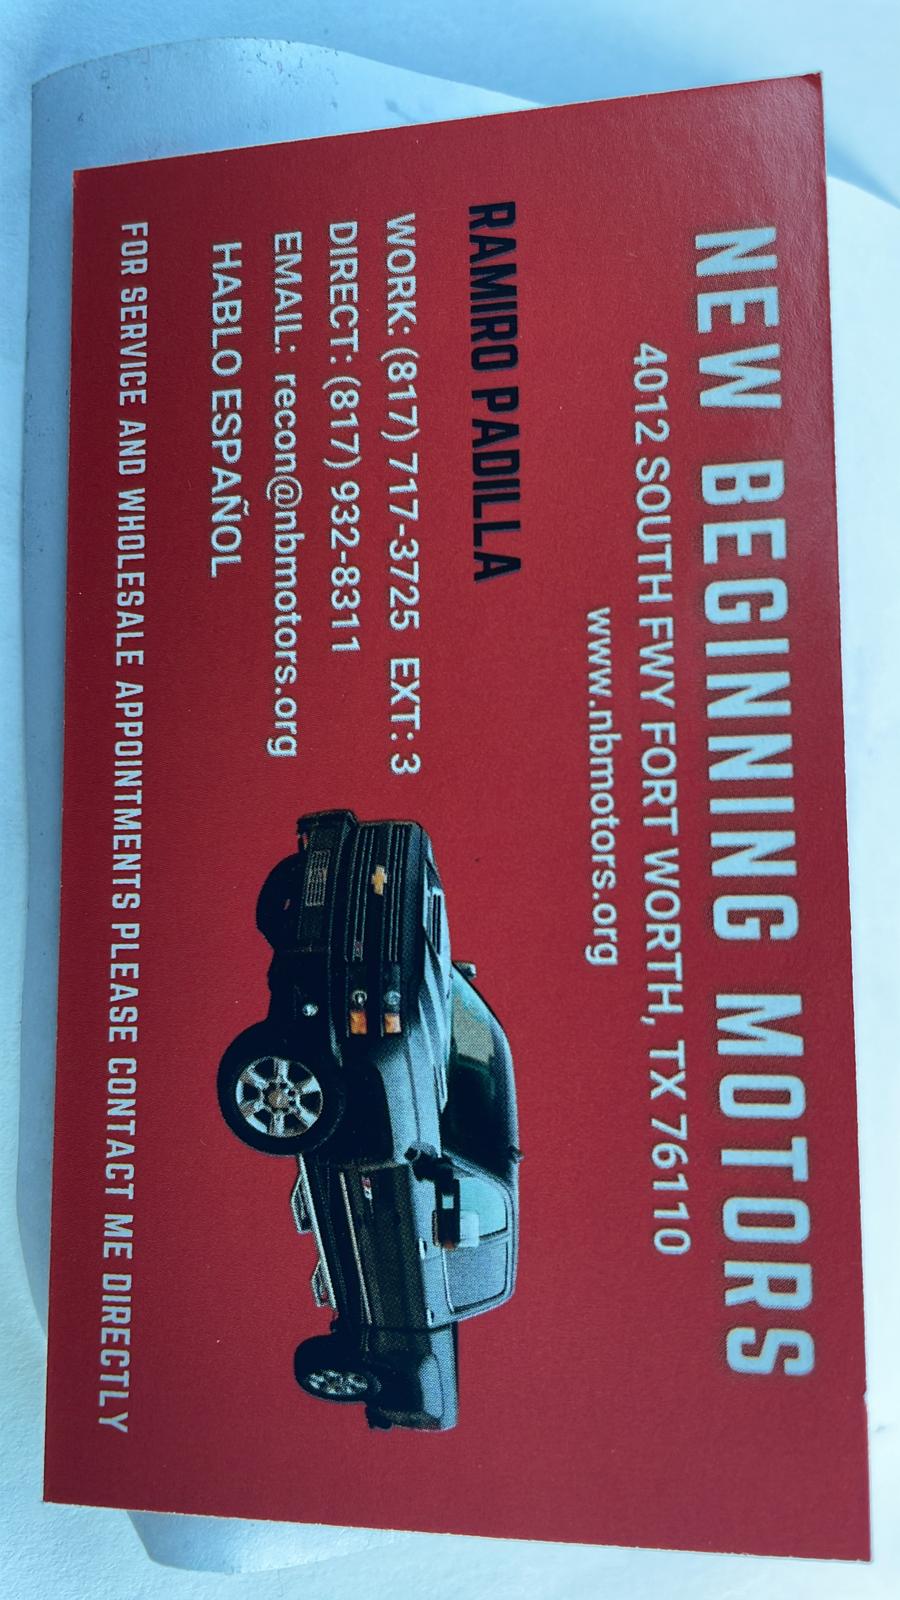 NEW BEGINNING MOTORS
4012 SOUTH FWY FORT WORTH, TX 76110
www.nbmotors.org
RAMIRO PADILLA
WORK: (817) 717-3725 EXT: 3
DIRECT: (817) 932-8311
EMAIL: recon@nbmotors.org
HABLO ESPAÑOL
FOR SERVICE AND WHOLESALE APPOINTMENTS PLEASE CONTACT ME DIRECTLY